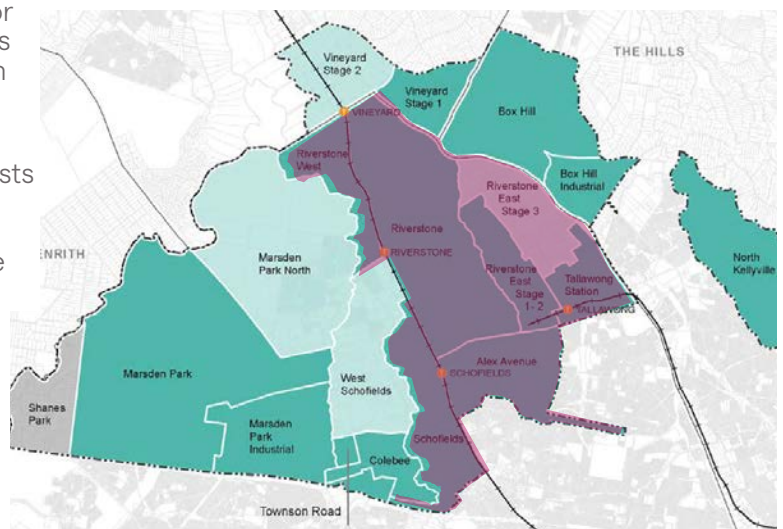 or
s
n
sts
e
Vineyard
Stage 2
Vineyard
Stage 1
THE HILLS
Box Hill
VINEYARD
Riverstone
West
Box Hill
Industrial
Riverstone
East
Stage 3
Riverstone
RIVERSTONE
ENRITH
Marsden
Park North
Riverstone
East
Stage
1- 2
Tallawong
Station
TALLAWONG
North
Kellyville
Marsden Park
West
Schofields
Alex Avenue
SCHOFIELDS
Shanes
Park
Marsden
Park
Industrial
Schofields
Colebee
Townson Road